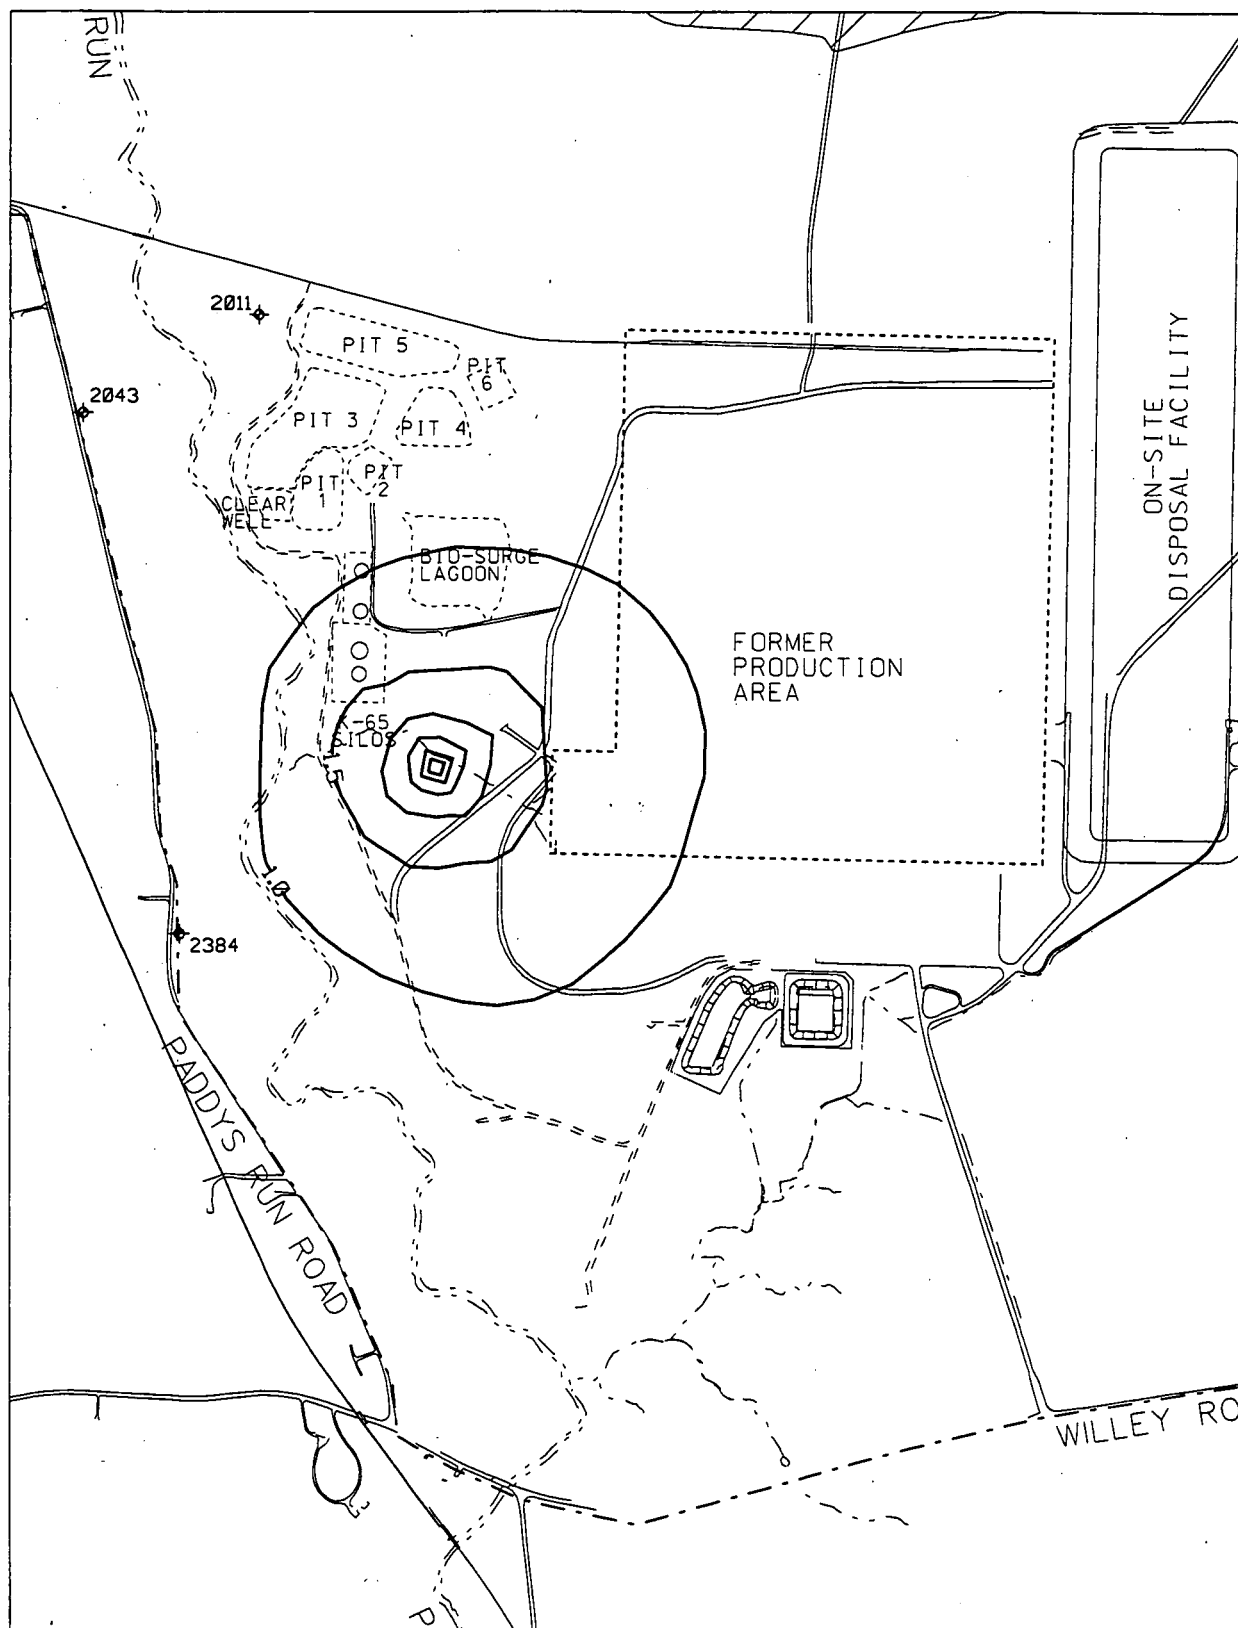 RUN
2011
PIT 5
PIT
6
2043
PIT 3
PIT 4
PIT
2
PIT
1
CLEAR
WELL
BIO-SURGE
LAGOON
ON-SITE
DISPOSAL FACILITY
FORMER
PRODUCTION
AREA
K-65
SILOS
1.5
1.0
2384
PADDYS RUN ROAD
WILLEY RO
P